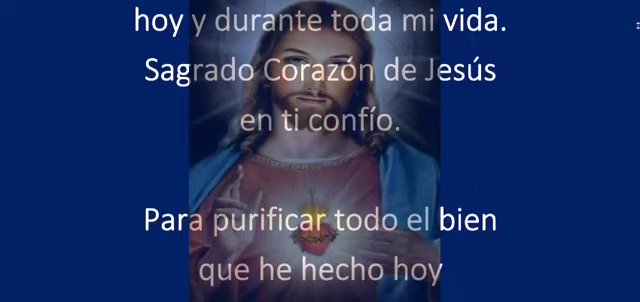 hoy y durante toda mi vida.
Sagrado Corazón de Jesús
en ti confío.
Para purificar todo el bien
que he hecho hoy